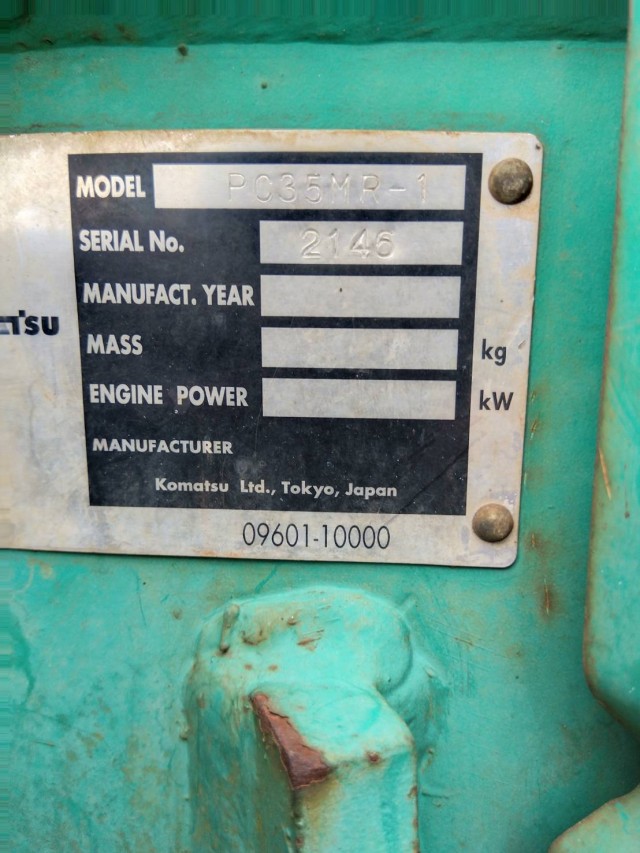 MODEL PC35MR-1
SERIAL No. 2146
MANUFACT. YEAR
MASS kg
ENGINE POWER kW
MANUFACTURER
Komatsu Ltd., Tokyo, Japan
09601-10000